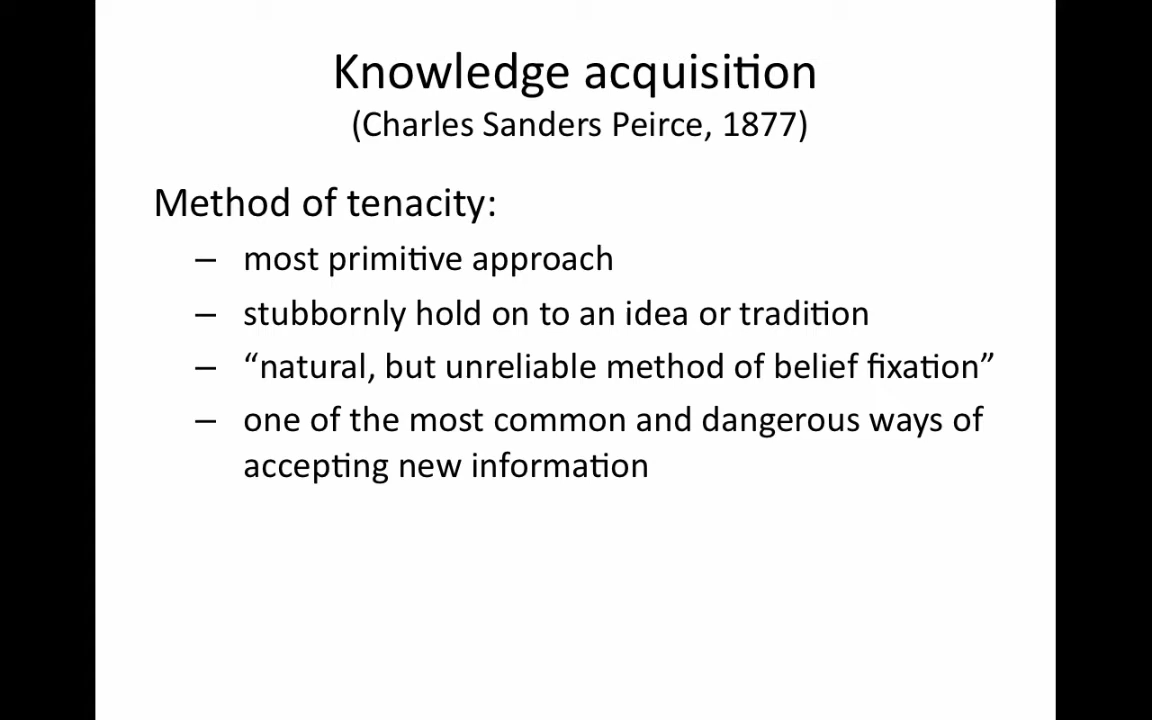 Knowledge acquisition
(Charles Sanders Peirce, 1877)
Method of tenacity:
– most primitive approach
– stubbornly hold on to an idea or tradition
– “natural, but unreliable method of belief fixation”
– one of the most common and dangerous ways of
accepting new information